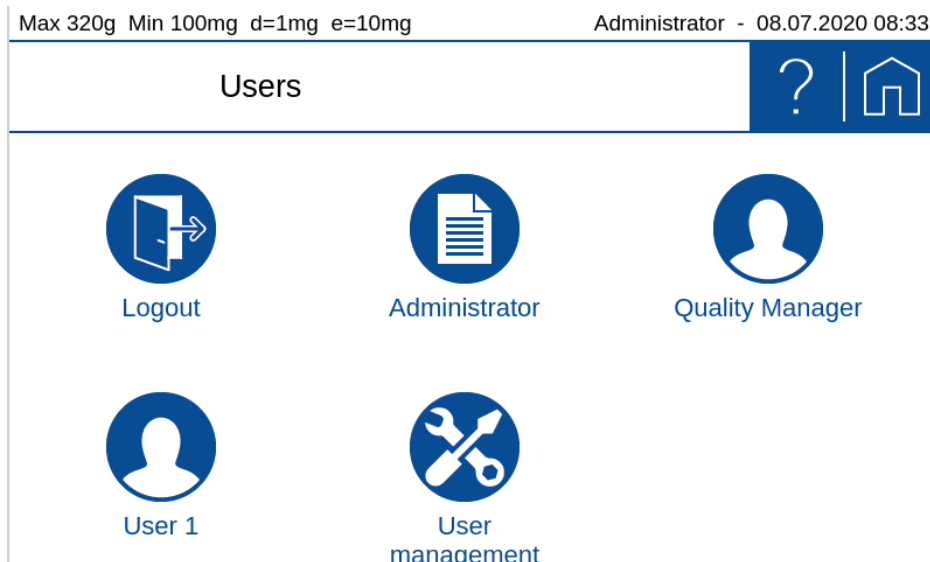 Max 320g Min 100mg d=1mg e=10mg
Administrator - 08.07.2020 08:33
Users
?
Logout
Administrator
Quality Manager
User 1
User
management